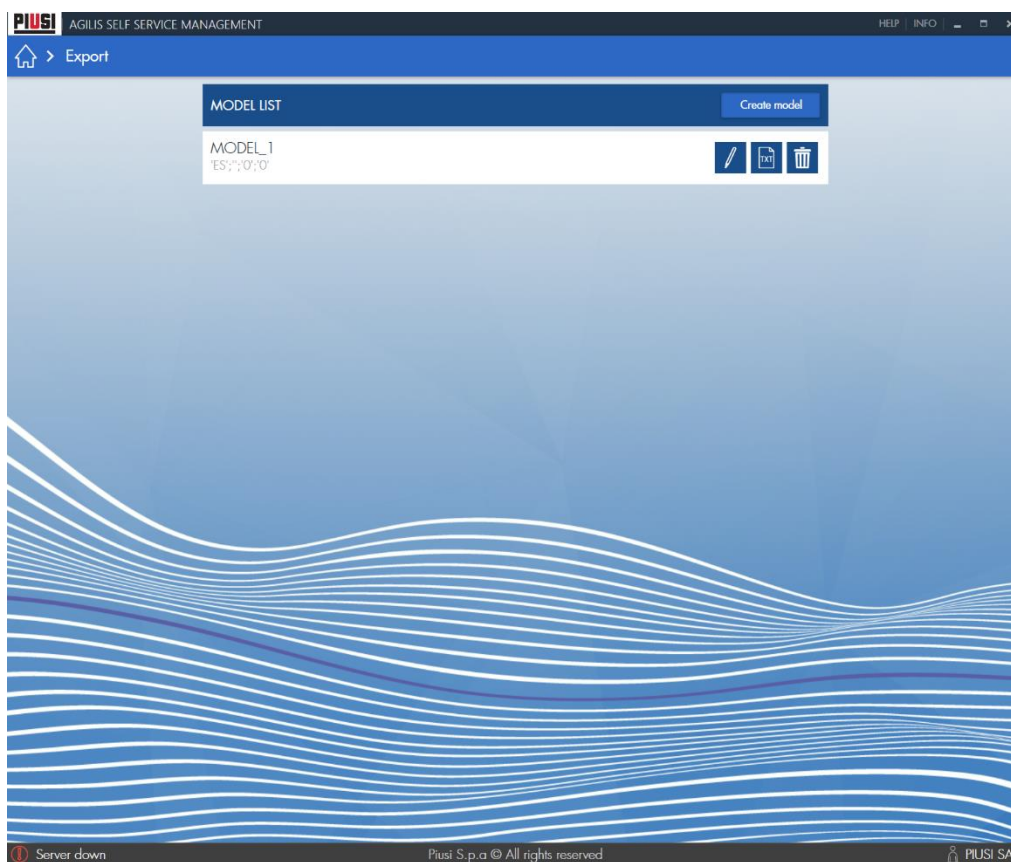 PIUSI AGILIS SELF SERVICE MANAGEMENT HELP | INFO
> Export
MODEL LIST Create model
MODEL_1
'ES';'';'0';'0'
TXT
Server down Piusi S.p.a © All rights reserved PIUSI SA